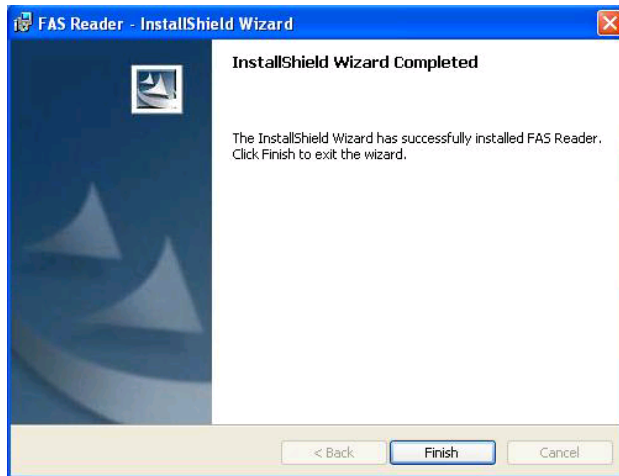 FAS Reader - InstallShield Wizard
InstallShield Wizard Completed
The InstallShield Wizard has successfully installed FAS Reader.
Click Finish to exit the wizard.
< Back
Finish
Cancel